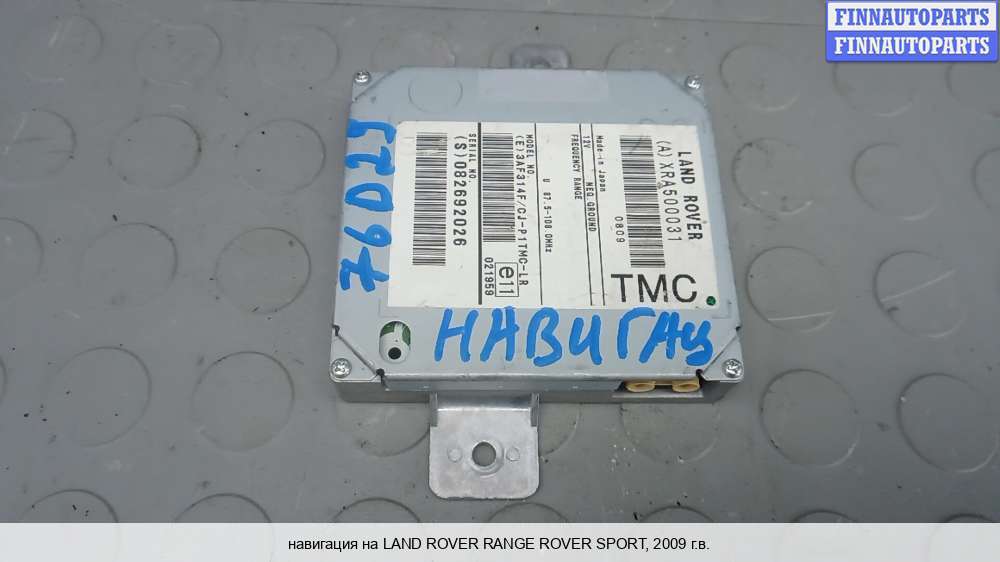 FINNAUTOPARTS
FINNAUTOPARTS
LAND ROVER
(A) XRA500031
0809
TMC
Made in Japan
12V NEG GROUND
FREQUENCY RANGE
U 87.5-108.0MHz
MODEL NO.
(E)3AF314F/CJ-P1TMC-LR
e11
021959
SERIAL NO.
(S)082692026
76D25
НАВИГАЦ
навигация на LAND ROVER RANGE ROVER SPORT, 2009 г.в.